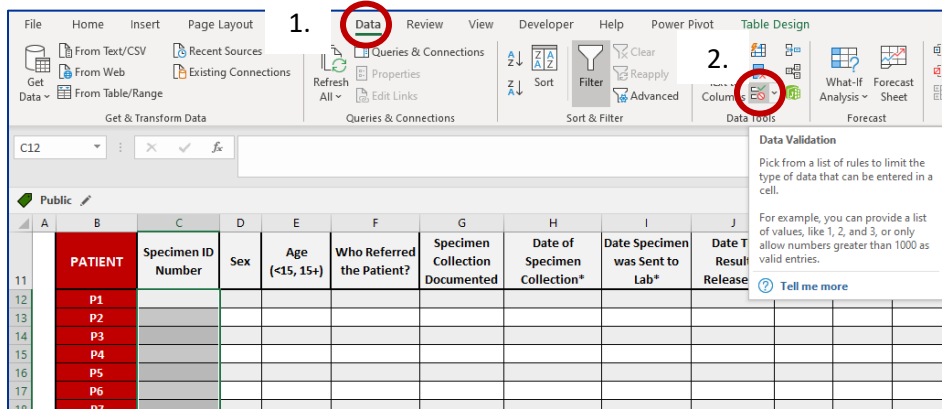 File Home Insert Page Layout 1. Data Review View Developer Help Power Pivot Table Design
From Text/CSV Recent Sources Queries & Connections Clear 2.
From Web Existing Connections Properties Reapply
From Table/Range Edit Links Advanced
Get Data Refresh All Sort Filter Columns What-If Analysis Forecast Sheet
Get & Transform Data Queries & Connections Sort & Filter Data Tools Forecast
C12 fx
Data Validation
Pick from a list of rules to limit the
type of data that can be entered in a
cell.
For example, you can provide a list
of values, like 1, 2, and 3, or only
allow numbers greater than 1000 as
valid entries.
Tell me more
Public
A B C D E F G H I J
11 PATIENT
Specimen ID
Number
Sex
Age
(<15, 15+)
Who Referred
the Patient?
Specimen
Collection
Documented
Date of
Specimen
Collection*
Date Specimen
was Sent to
Lab*
Date
12 P1
13 P2
14 P3
15 P4
16 P5
17 P6
18 P7